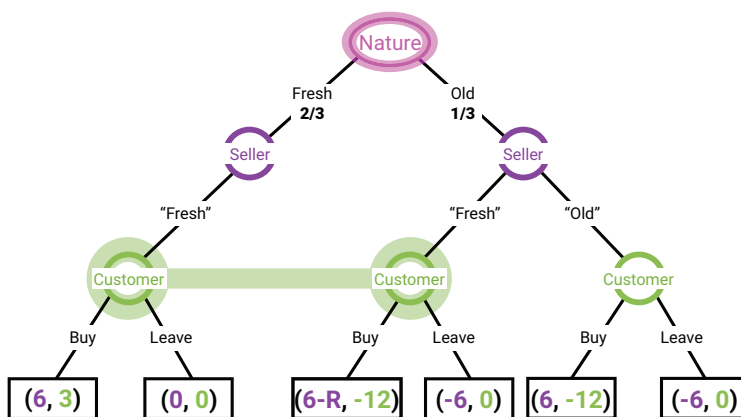 Nature
Fresh
2/3
Old
1/3
Seller
Seller
“Fresh”
“Fresh”
“Old”
Customer
Customer
Customer
Buy
Leave
Buy
Leave
Buy
Leave
(6, 3)
(0, 0)
(6-R, -12)
(-6, 0)
(6, -12)
(-6, 0)